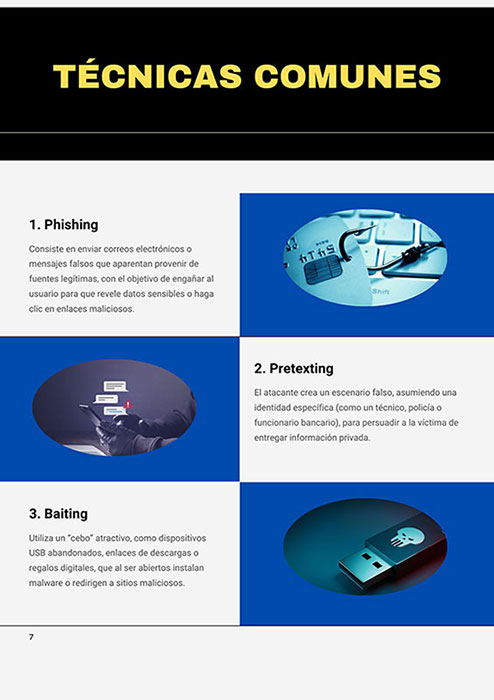 TÉCNICAS COMUNES
1. Phishing
Consiste en enviar correos electrónicos o
mensajes falsos que aparentan provenir de
fuentes legítimas, con el objetivo de engañar al
usuario para que revele datos sensibles o haga
clic en enlaces maliciosos.
Shift
2. Pretexting
El atacante crea un escenario falso, asumiendo una
identidad específica (como un técnico, policía o
funcionario bancario), para persuadir a la víctima de
entregar información privada.
3. Baiting
Utiliza un “cebo” atractivo, como dispositivos
USB abandonados, enlaces de descargas o
regalos digitales, que al ser abiertos instalan
malware o redirigen a sitios maliciosos.
7